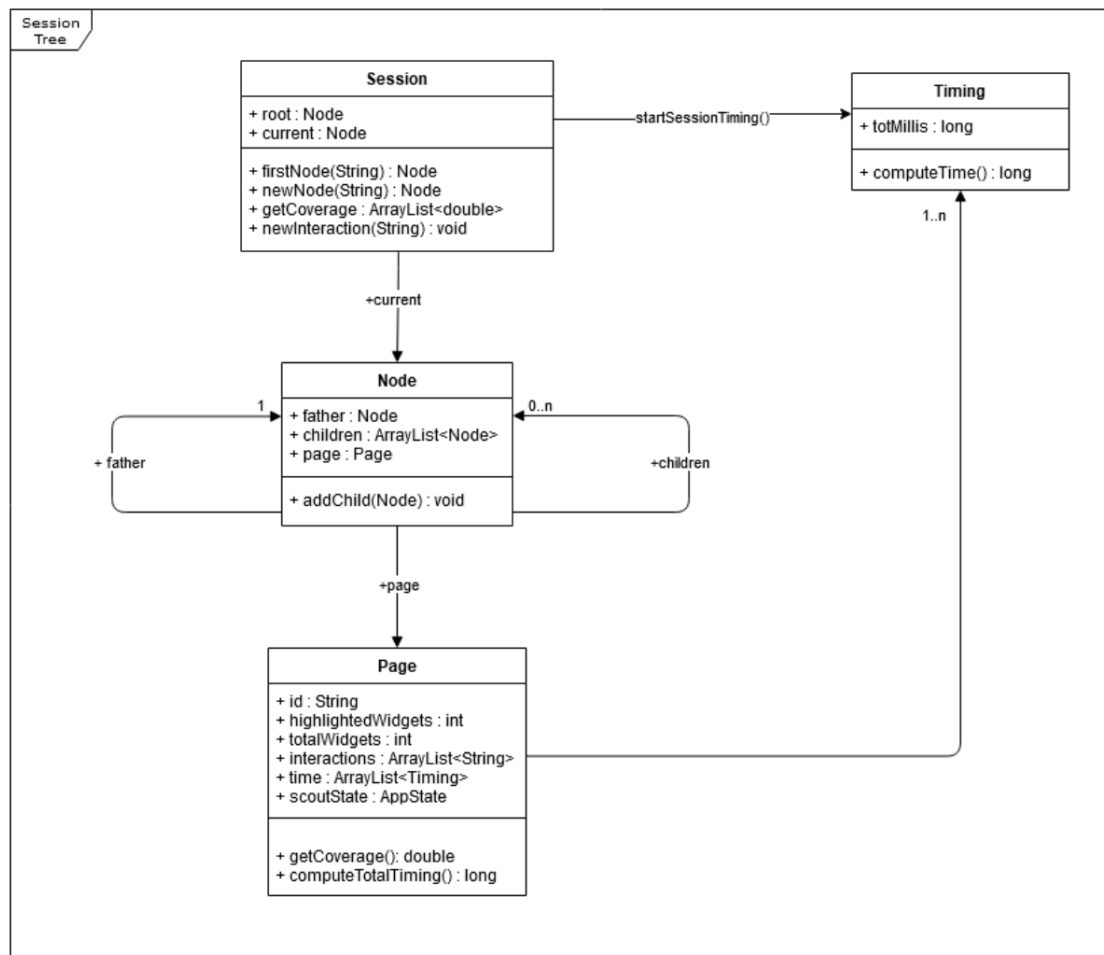 Session
Tree
Session
+ root : Node
+ current : Node
+ firstNode(String) : Node
+ newNode(String) : Node
+ getCoverage : ArrayList<double>
+ newInteraction(String) : void
startSessionTiming()
Timing
+ totMillis : long
+ computeTime() : long
1..n
+current
Node
+ father : Node
+ children : ArrayList<Node>
+ page : Page
+ addChild(Node) : void
1
+ father
0..n
+children
+page
Page
+ id : String
+ highlightedWidgets : int
+ totalWidgets : int
+ interactions : ArrayList<String>
+ time : ArrayList<Timing>
+ scoutState : AppState
+ getCoverage(): double
+ computeTotalTiming() : long